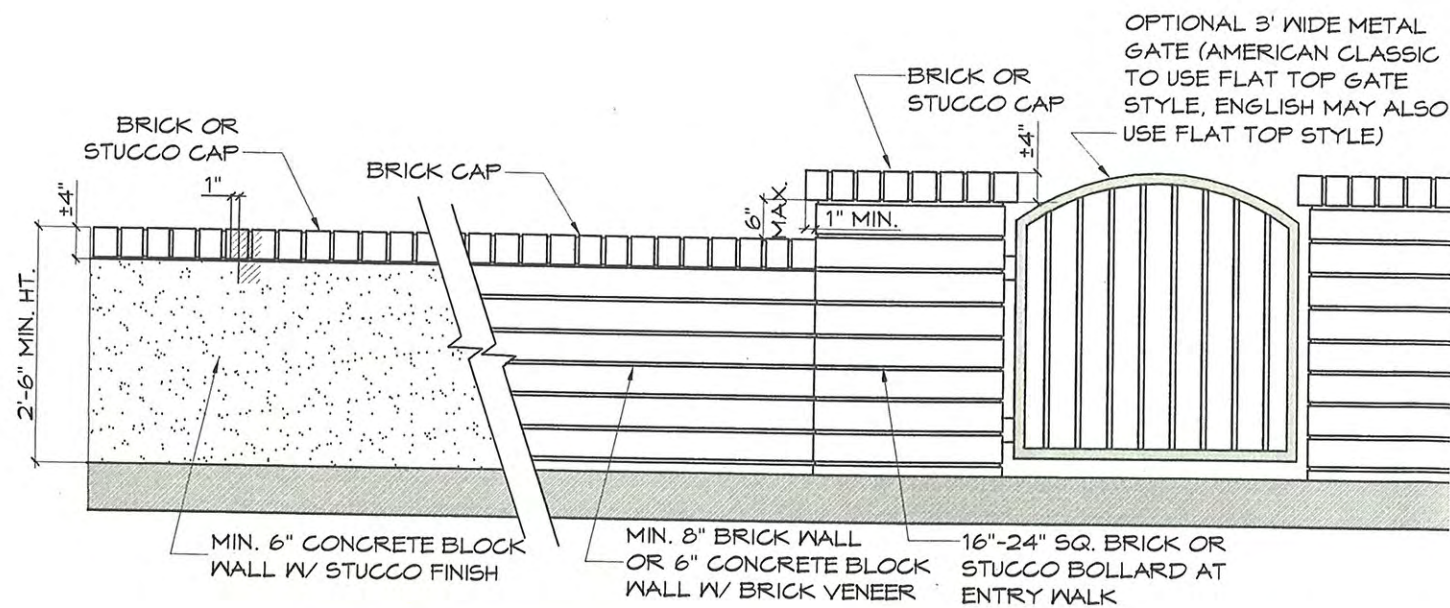 OPTIONAL 3' WIDE METAL
GATE (AMERICAN CLASSIC
TO USE FLAT TOP GATE
STYLE, ENGLISH MAY ALSO
USE FLAT TOP STYLE)
BRICK OR
STUCCO CAP
±4"
BRICK OR
STUCCO CAP
BRICK CAP
1"
±4"
6"
MAX.
1" MIN.
2'-6" MIN. HT.
MIN. 6" CONCRETE BLOCK
WALL W/ STUCCO FINISH
MIN. 8" BRICK WALL
OR 6" CONCRETE BLOCK
WALL W/ BRICK VENEER
16"-24" SQ. BRICK OR
STUCCO BOLLARD AT
ENTRY WALK